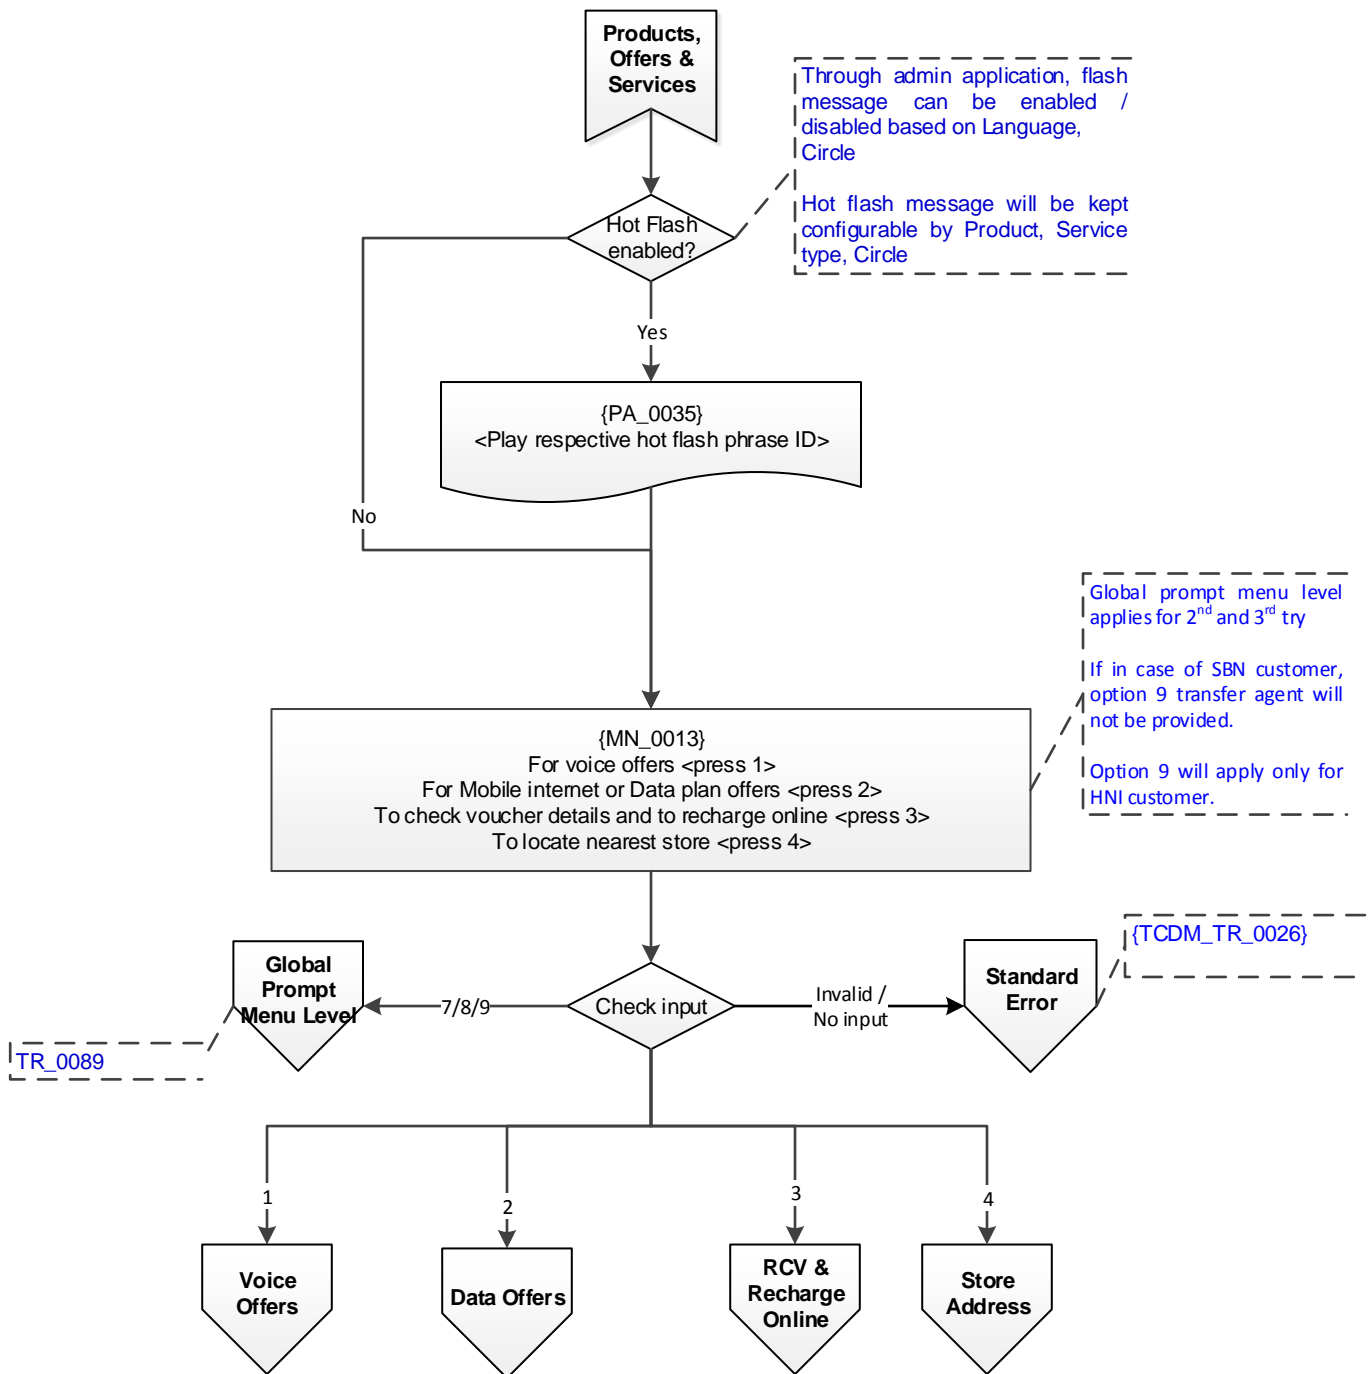 Products,
Offers &
Services
Through admin application, flash
message can be enabled /
disabled based on Language,
Circle
Hot flash message will be kept
configurable by Product, Service
type, Circle
Hot Flash
enabled?
Yes
{PA_0035}
<Play respective hot flash phrase ID>
No
Global prompt menu level
applies for 2nd and 3rd try
If in case of SBN customer,
option 9 transfer agent will
not be provided.
Option 9 will apply only for
HNI customer.
{MN_0013}
For voice offers <press 1>
For Mobile internet or Data plan offers <press 2>
To check voucher details and to recharge online <press 3>
To locate nearest store <press 4>
{TCDM_TR_0026}
Global
Prompt
Menu Level
7/8/9
Check input
Invalid /
No input
Standard
Error
TR_0089
1
2
3
4
Voice
Offers
Data Offers
RCV &
Recharge
Online
Store
Address